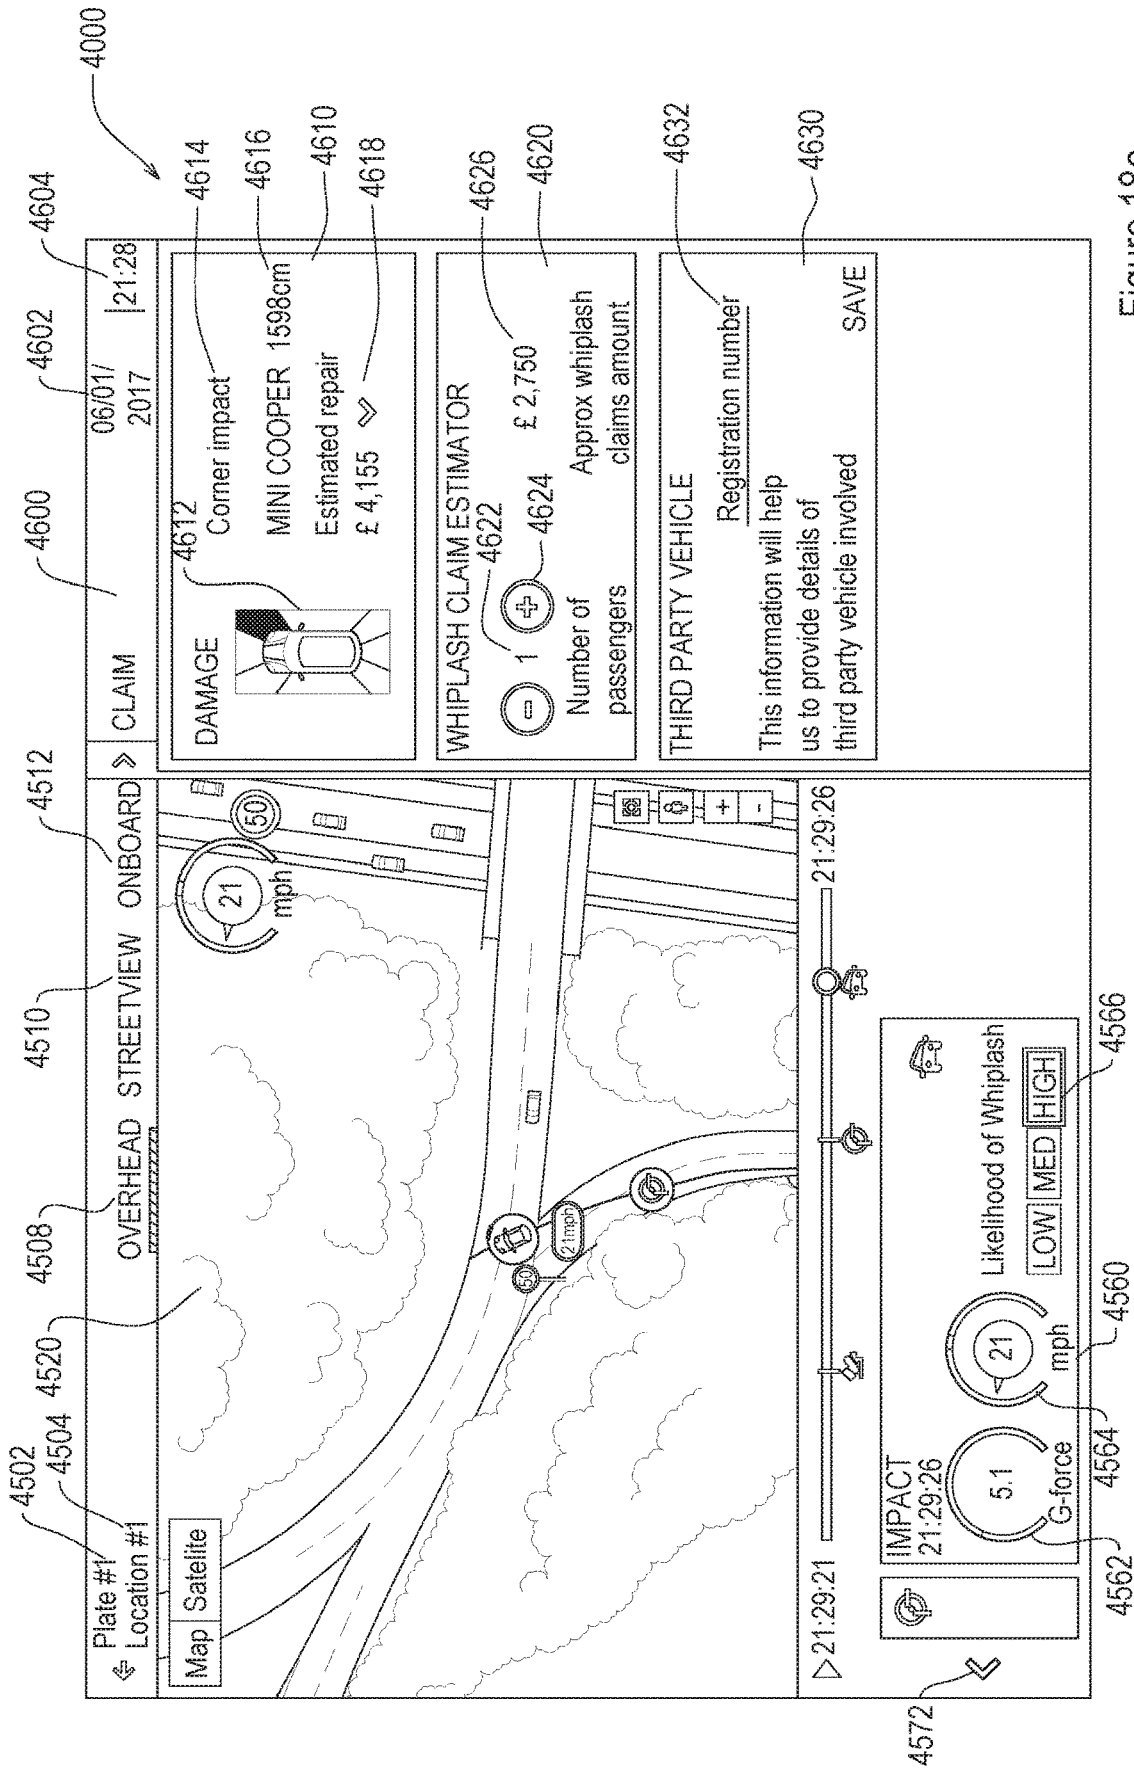 4000
4502
4504
4520
4508
4510
4512
4600
4602
4604
Plate #1
Location #1
OVERHEAD
STREETVIEW
ONBOARD
CLAIM
06/01/
2017
21:28
Map
Satelite
21
mph
50
50
21mph
+
-
DAMAGE
4612
Corner impact
4614
MINI COOPER 1598cm
4616
Estimated repair
4610
£ 4,155
4618
WHIPLASH CLAIM ESTIMATOR
4622
- 1 +
4624
£ 2,750
4626
Number of
passengers
Approx whiplash
claims amount
4620
THIRD PARTY VEHICLE
Registration number
4632
This information will help
us to provide details of
third party vehicle involved
4630
SAVE
21:29:21
21:29:26
IMPACT
21:29:26
5.1
G-force
21
mph
Likelihood of Whiplash
LOW MED HIGH
4572
4562
4564
4560
4566